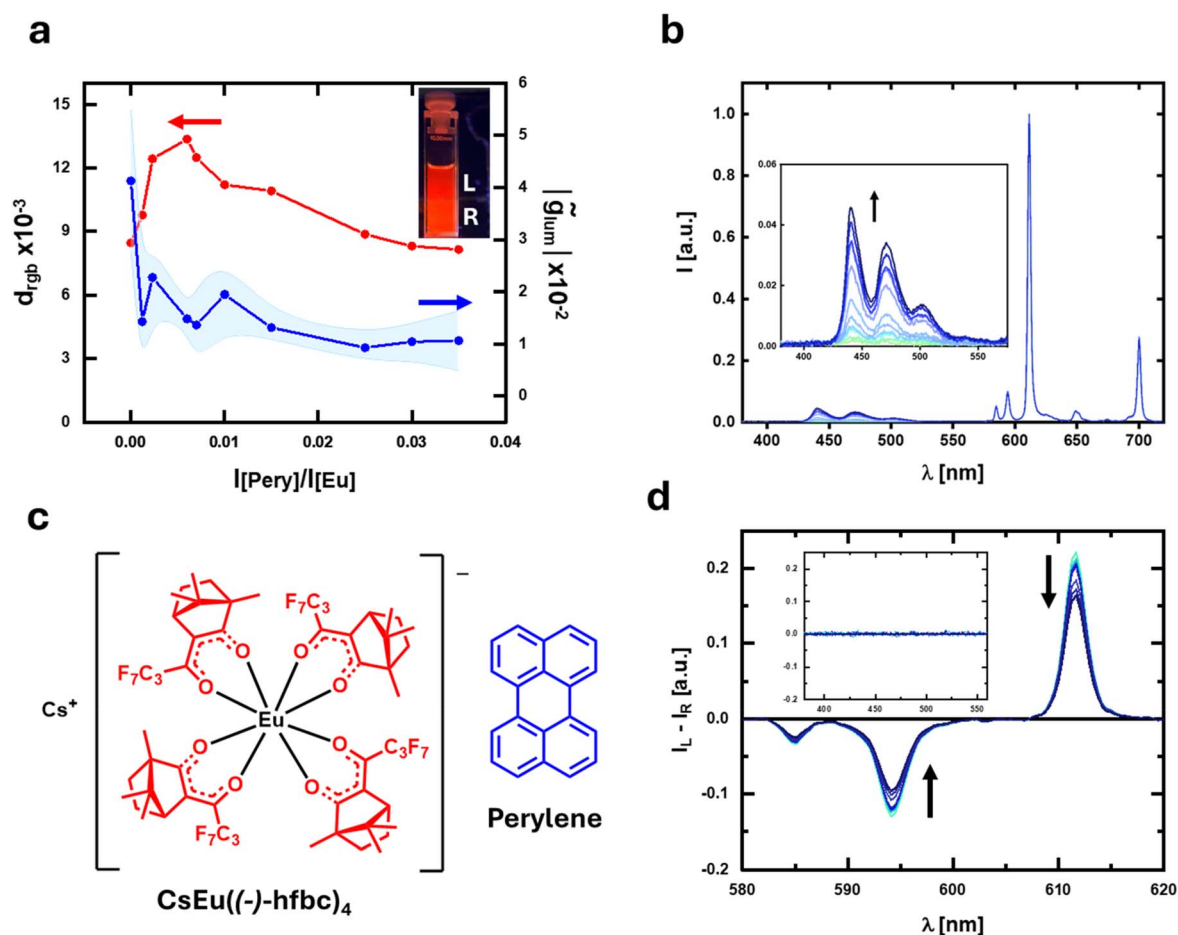 a
15
12
9
6
3
0
d_rgb x10^-3
6
5
4
3
2
1
0
| g̃_lum | x10^-2
L
R
0.00 0.01 0.02 0.03 0.04
I[Pery]/I[Eu]
b
1.0
0.8
0.6
0.4
0.2
0.0
I [a.u.]
0.06
0.04
0.02
0.00
400 450 500 550
400 450 500 550 600 650 700
λ [nm]
c
Cs+
–
F7C3
F7C3
F7C3
C3F7
O O O O
O O O O
Eu
CsEu((-)-hfbc)4
Perylene
d
0.2
0.1
0.0
-0.1
-0.2
I_L - I_R [a.u.]
0.2
0.1
0.0
-0.1
-0.2
400 450 500 550
580 590 600 610 620
λ [nm]